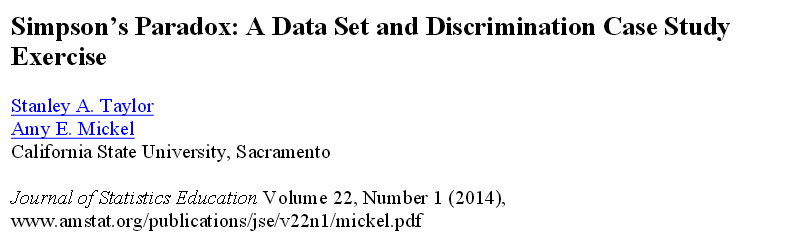 Simpson's Paradox: A Data Set and Discrimination Case Study
Exercise
Stanley A. Taylor
Amy E. Mickel
California State University, Sacramento
Journal of Statistics Education Volume 22, Number 1 (2014),
www.amstat.org/publications/jse/v22n1/mickel.pdf